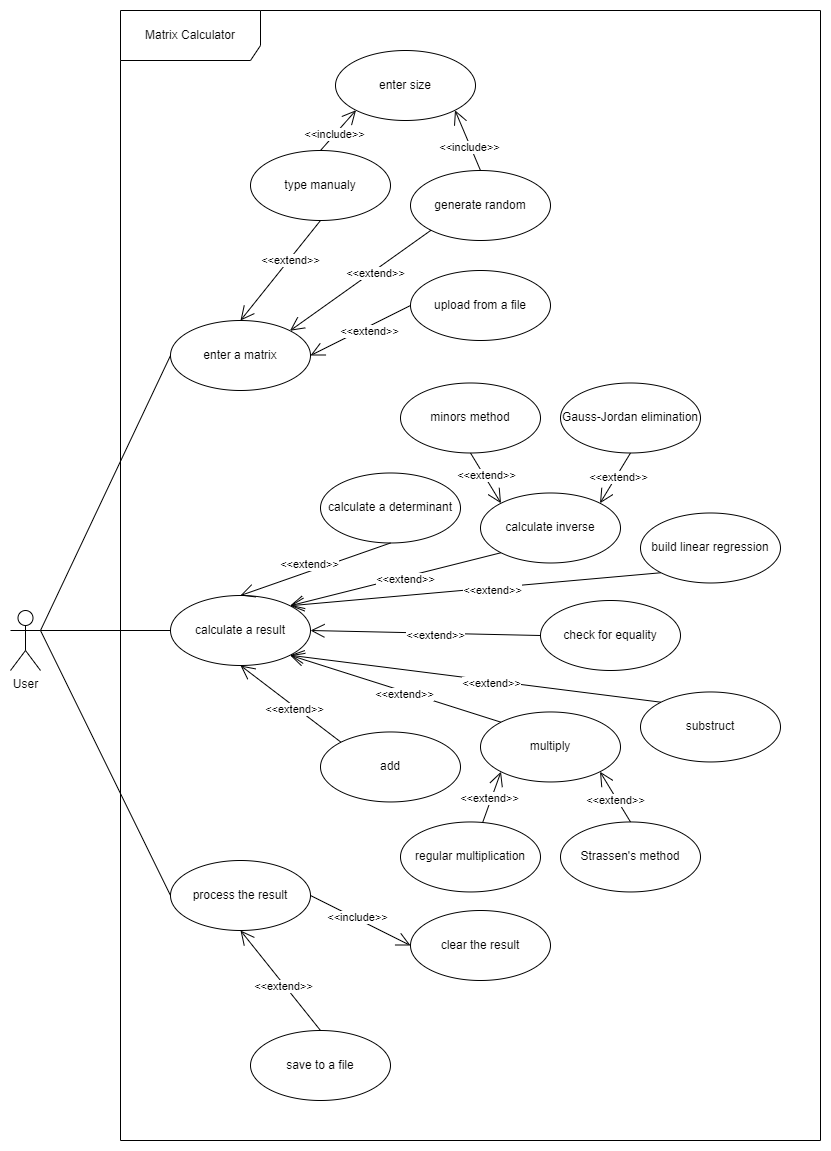 Matrix Calculator
enter size
<<include>>
<<include>>
type manualy
generate random
<<extend>>
<<extend>>
upload from a file
<<extend>>
enter a matrix
minors method
Gauss-Jordan elimination
<<extend>>
<<extend>>
calculate a determinant
calculate inverse
build linear regression
<<extend>>
<<extend>>
<<extend>>
calculate a result
<<extend>>
check for equality
User
<<extend>>
<<extend>>
<<extend>>
substruct
multiply
add
<<extend>>
<<extend>>
regular multiplication
Strassen's method
process the result
<<include>>
clear the result
<<extend>>
save to a file